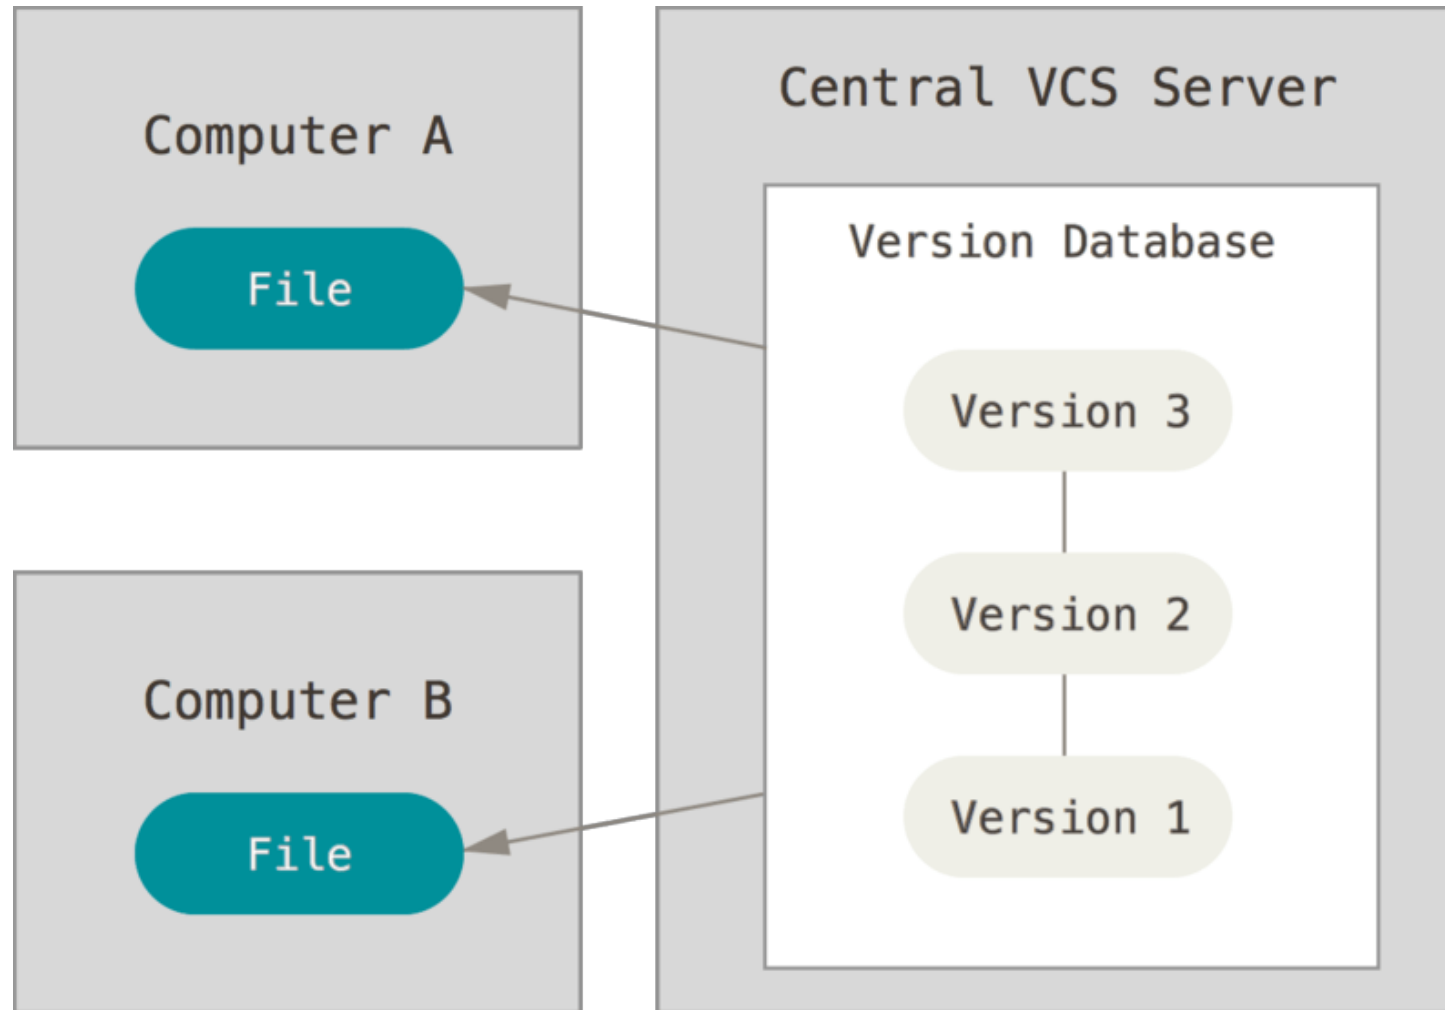 Computer A
File
Computer B
File
Central VCS Server
Version Database
Version 3
Version 2
Version 1